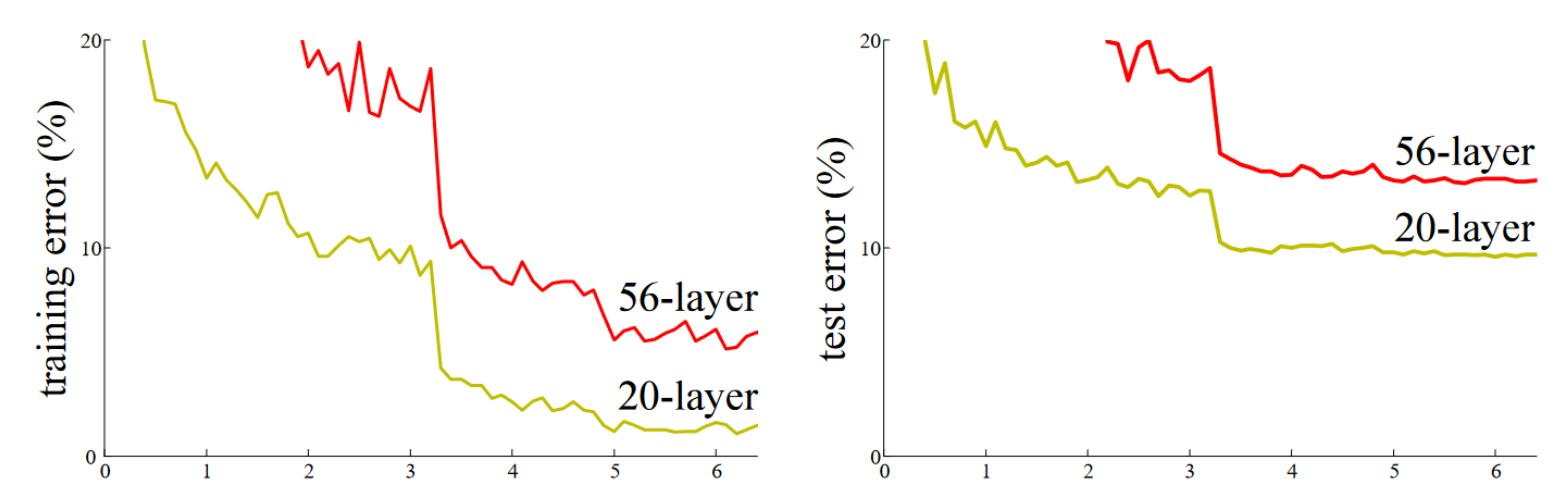 training error (%)
20
10
0
0 1 2 3 4 5 6
56-layer
20-layer
test error (%)
20
10
0
0 1 2 3 4 5 6
56-layer
20-layer